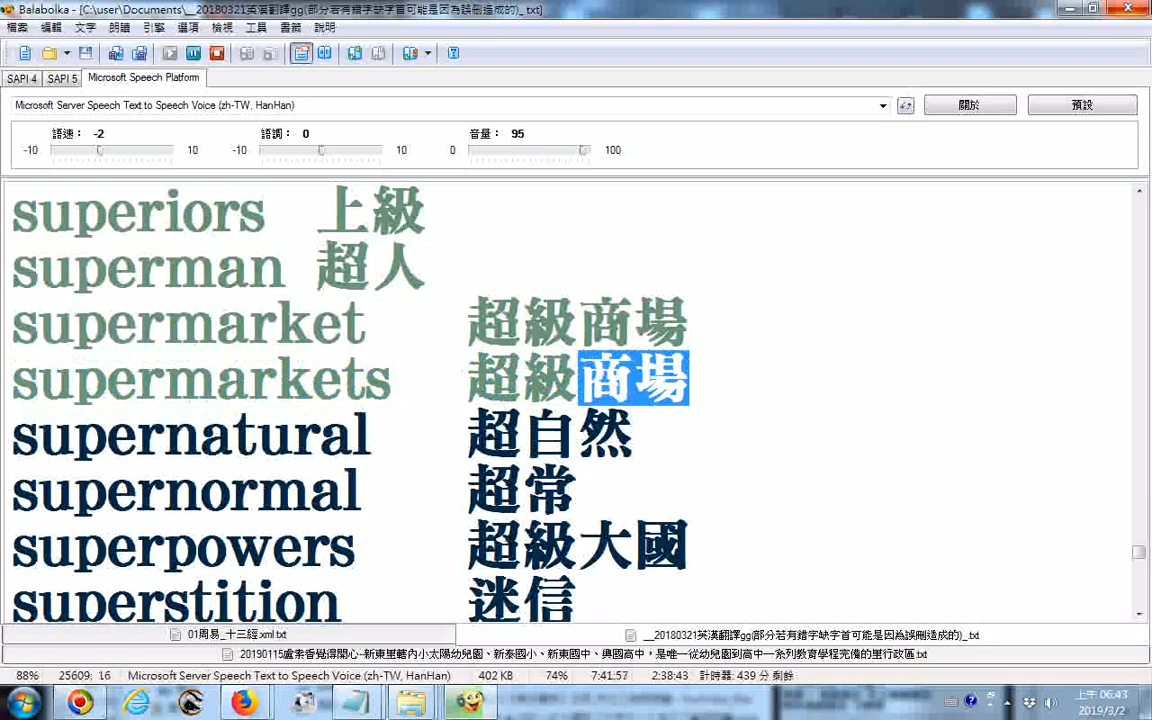 Balabolka - [C:\user\Documents\__20180321英漢翻譯gg(部分若有錯字缺字首可能是因為誤刪造成的)_.txt]
檔案 編輯 文字 朗讀 引擎 選項 檢視 工具 書籤 說明
SAPI 4 SAPI 5 Microsoft Speech Platform
Microsoft Server Speech Text to Speech Voice (zh-TW, HanHan) 關於 預設
語速： -2 語調： 0 音量： 95
-10 10 -10 10 0 100
superiors 上級
superman 超人
supermarket 超級商場
supermarkets 超級商場
supernatural 超自然
supernormal 超常
superpowers 超級大國
superstition 迷信
01周易_十三經.xml.txt __20180321英漢翻譯gg(部分若有錯字缺字首可能是因為誤刪造成的)_.txt
20190115盧素香覺得開心-新東里轄內小太陽幼兒園、新泰國小、新東國中、興國高中，是唯一從幼兒園到高中一系列教育學程完備的里行政區.txt
88% 25609: 16 Microsoft Server Speech Text to Speech Voice (zh-TW, HanHan) 402 KB 74% 7:41:57 2:38:43 計時器: 439 分 剩餘
上午 06:43
2019/3/2